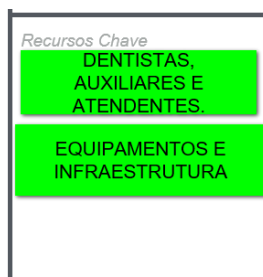 Recursos Chave
DENTISTAS,
AUXILIARES E
ATENDENTES.
EQUIPAMENTOS E
INFRAESTRUTURA